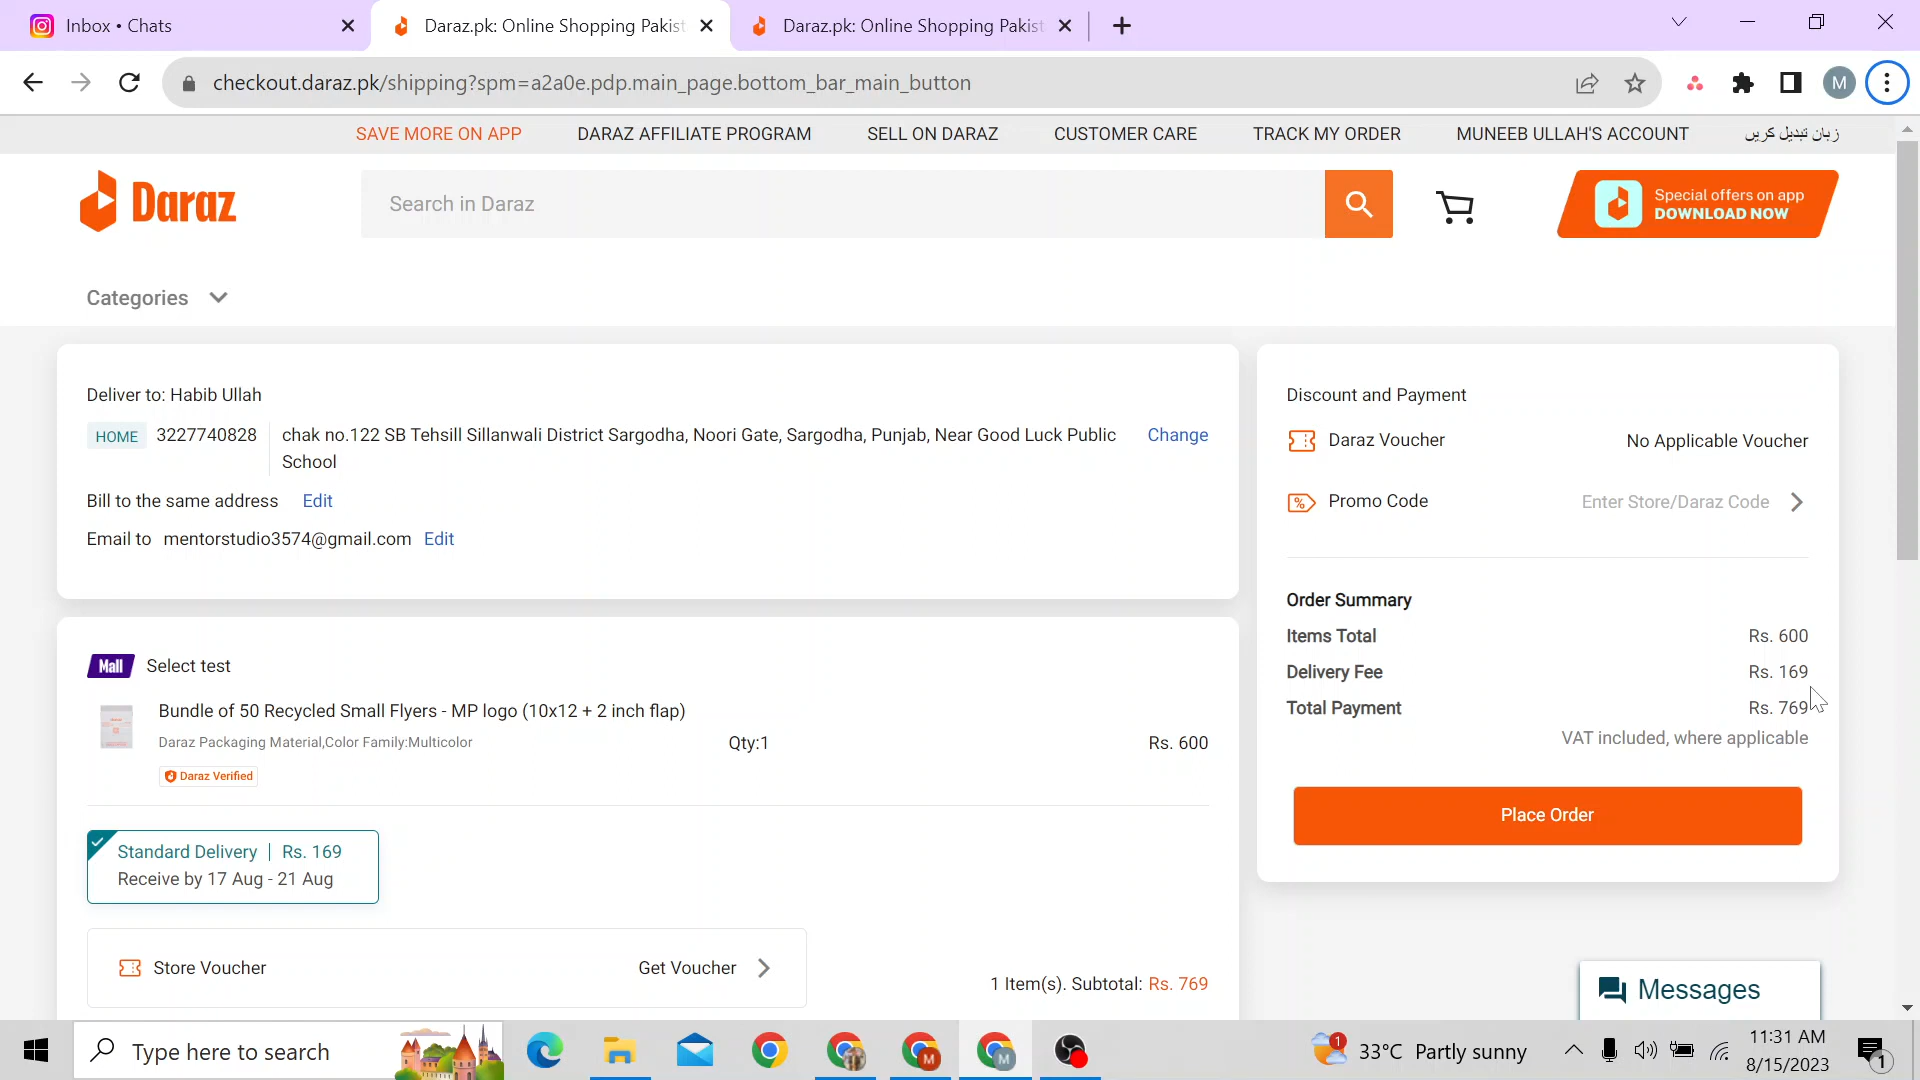 Inbox • Chats
Daraz.pk: Online Shopping Pakist
Daraz.pk: Online Shopping Pakist
checkout.daraz.pk/shipping?spm=a2a0e.pdp.main_page.bottom_bar_main_button
M
SAVE MORE ON APP
DARAZ AFFILIATE PROGRAM
SELL ON DARAZ
CUSTOMER CARE
TRACK MY ORDER
MUNEEB ULLAH'S ACCOUNT
زبان تبدیل کریں
Daraz
Search in Daraz
Special offers on app
DOWNLOAD NOW
Categories
Deliver to: Habib Ullah
HOME 3227740828 chak no.122 SB Tehsill Sillanwali District Sargodha, Noori Gate, Sargodha, Punjab, Near Good Luck Public Change
School
Bill to the same address Edit
Email to mentorstudio3574@gmail.com Edit
Mall Select test
Bundle of 50 Recycled Small Flyers - MP logo (10x12 + 2 inch flap)
Daraz Packaging Material,Color Family:Multicolor
Qty:1
Rs. 600
Daraz Verified
Standard Delivery | Rs. 169
Receive by 17 Aug - 21 Aug
Store Voucher Get Voucher
1 Item(s). Subtotal: Rs. 769
Discount and Payment
Daraz Voucher No Applicable Voucher
Promo Code Enter Store/Daraz Code
Order Summary
Items Total Rs. 600
Delivery Fee Rs. 169
Total Payment Rs. 769
VAT included, where applicable
Place Order
Messages
Type here to search
M
M
1
33°C Partly sunny
11:31 AM
8/15/2023
1